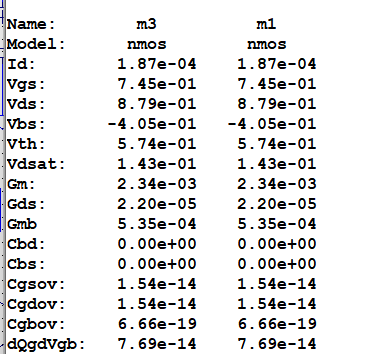 Name: m3 m1
Model: nmos nmos
Id: 1.87e-04 1.87e-04
Vgs: 7.45e-01 7.45e-01
Vds: 8.79e-01 8.79e-01
Vbs: -4.05e-01 -4.05e-01
Vth: 5.74e-01 5.74e-01
Vdsat: 1.43e-01 1.43e-01
Gm: 2.34e-03 2.34e-03
Gds: 2.20e-05 2.20e-05
Gmb 5.35e-04 5.35e-04
Cbd: 0.00e+00 0.00e+00
Cbs: 0.00e+00 0.00e+00
Cgsov: 1.54e-14 1.54e-14
Cgdov: 1.54e-14 1.54e-14
Cgbov: 6.66e-19 6.66e-19
dQgdVgb: 7.69e-14 7.69e-14